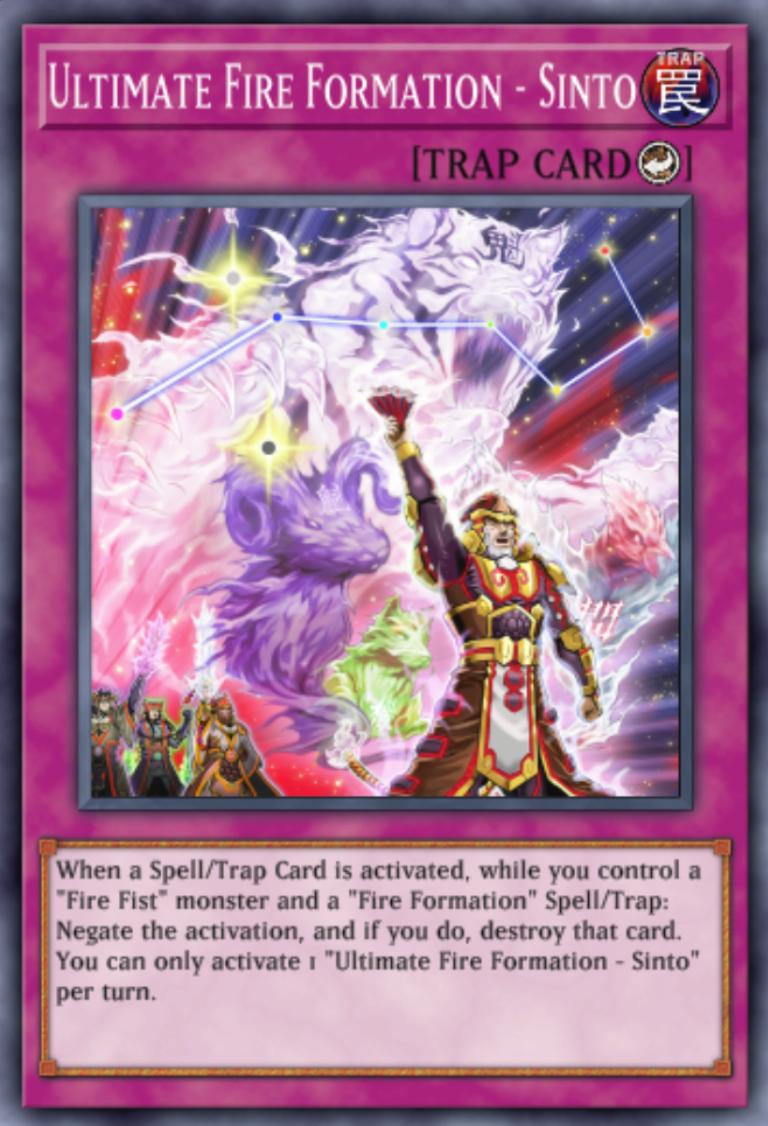 ULTIMATE FIRE FORMATION - SINTO
TRAP
罠
[TRAP CARD]
魁
When a Spell/Trap Card is activated, while you control a
"Fire Fist" monster and a "Fire Formation" Spell/Trap:
Negate the activation, and if you do, destroy that card.
You can only activate 1 "Ultimate Fire Formation - Sinto"
per turn.